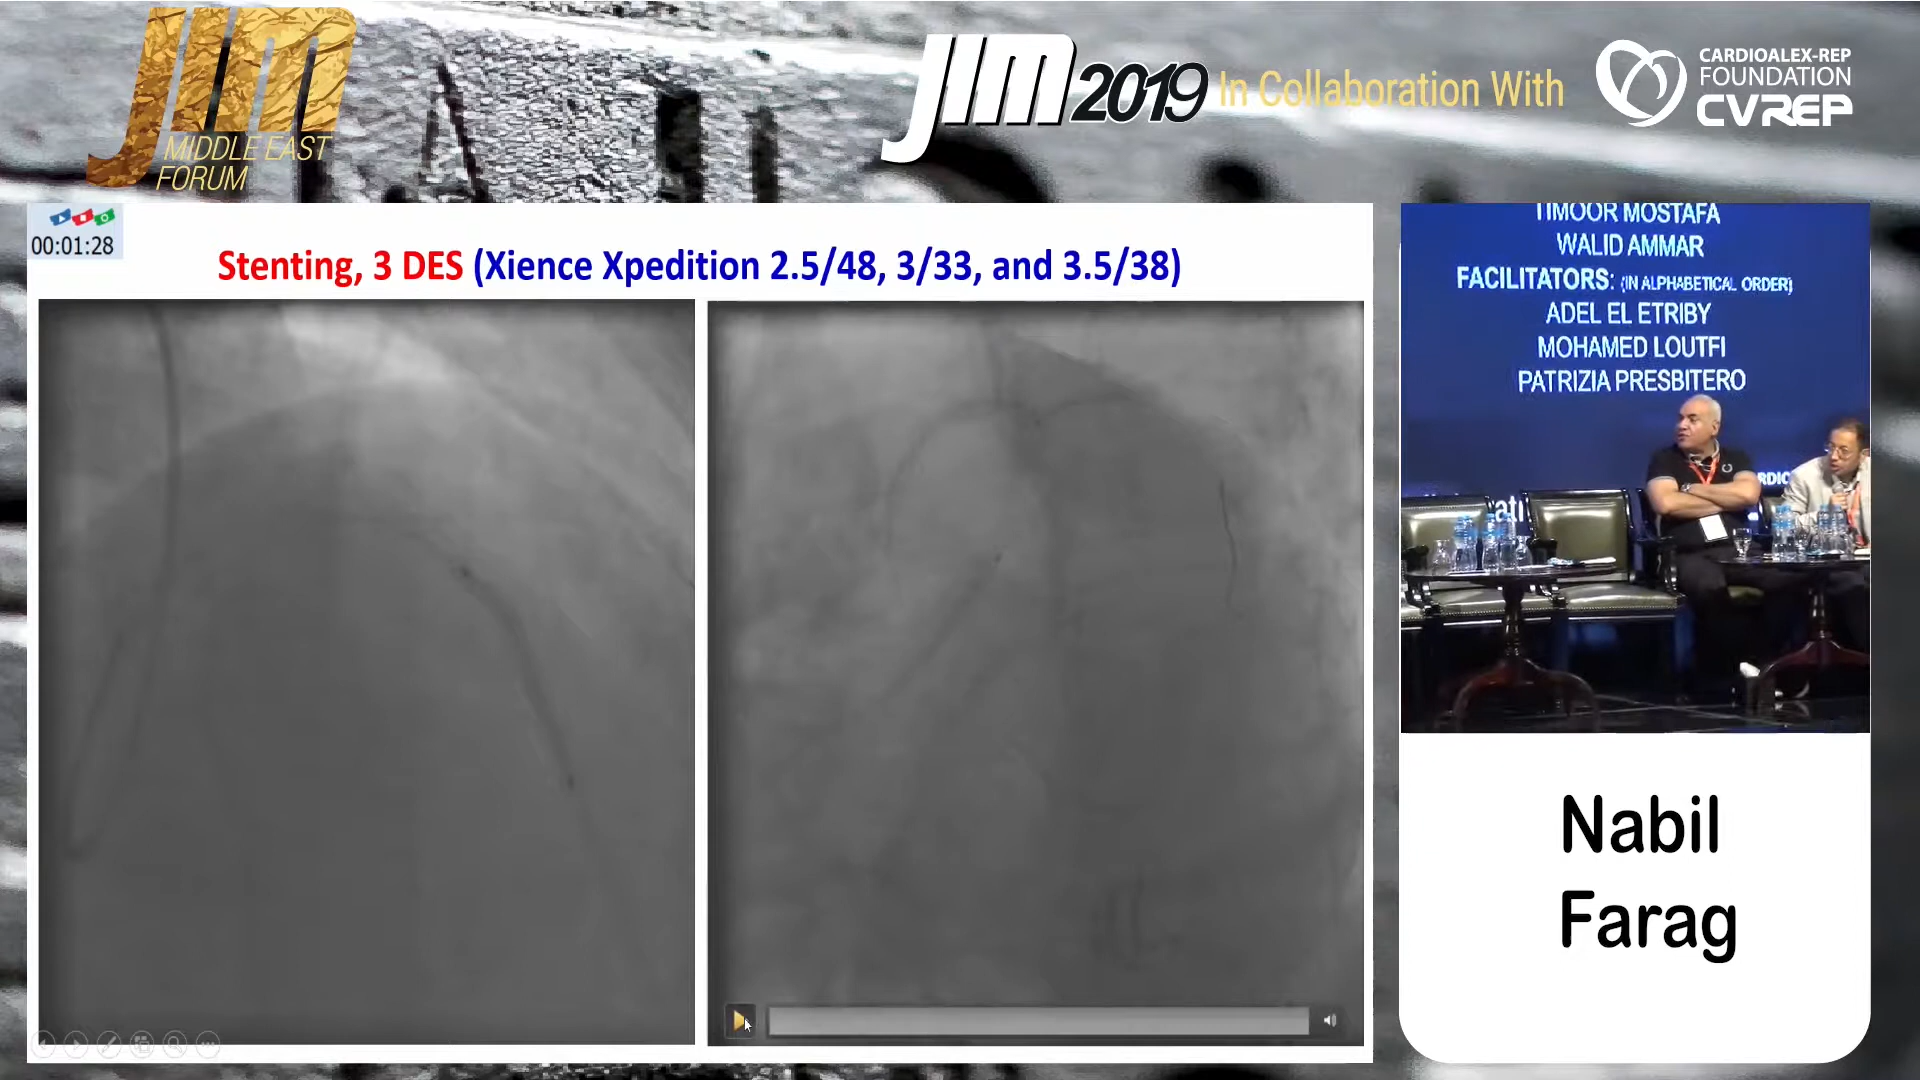 JIM
MIDDLE EAST
FORUM
JIM 2019 In Collaboration With
CARDIOALEX-REP
FOUNDATION
CVREP
00:01:28
Stenting, 3 DES (Xience Xpedition 2.5/48, 3/33, and 3.5/38)
TIMOOR MOSTAFA
WALID AMMAR
FACILITATORS: (IN ALPHABETICAL ORDER)
ADEL EL ETRIBY
MOHAMED LOUTFI
PATRIZIA PRESBITERO
Nabil
Farag